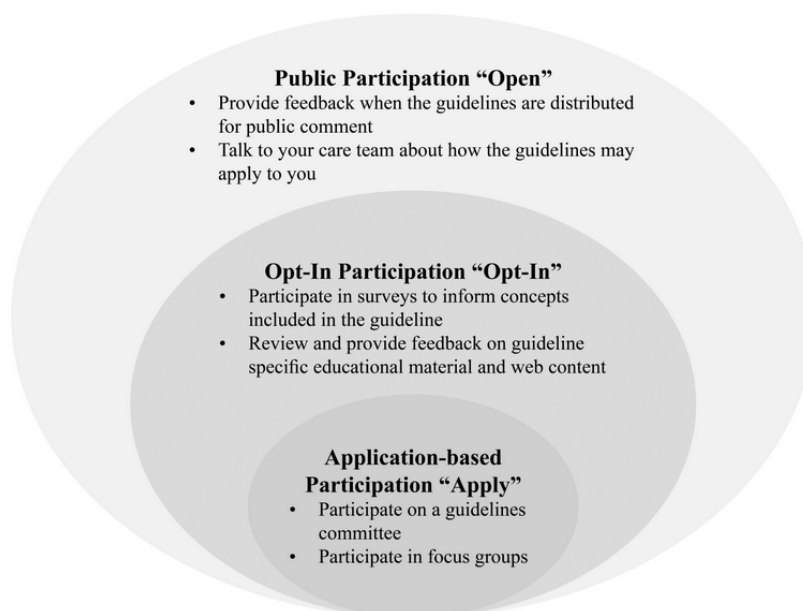 Public Participation “Open”
• Provide feedback when the guidelines are distributed
for public comment
• Talk to your care team about how the guidelines may
apply to you
Opt-In Participation “Opt-In”
• Participate in surveys to inform concepts
included in the guideline
• Review and provide feedback on guideline
specific educational material and web content
Application-based
Participation “Apply”
• Participate on a guidelines
committee
• Participate in focus groups